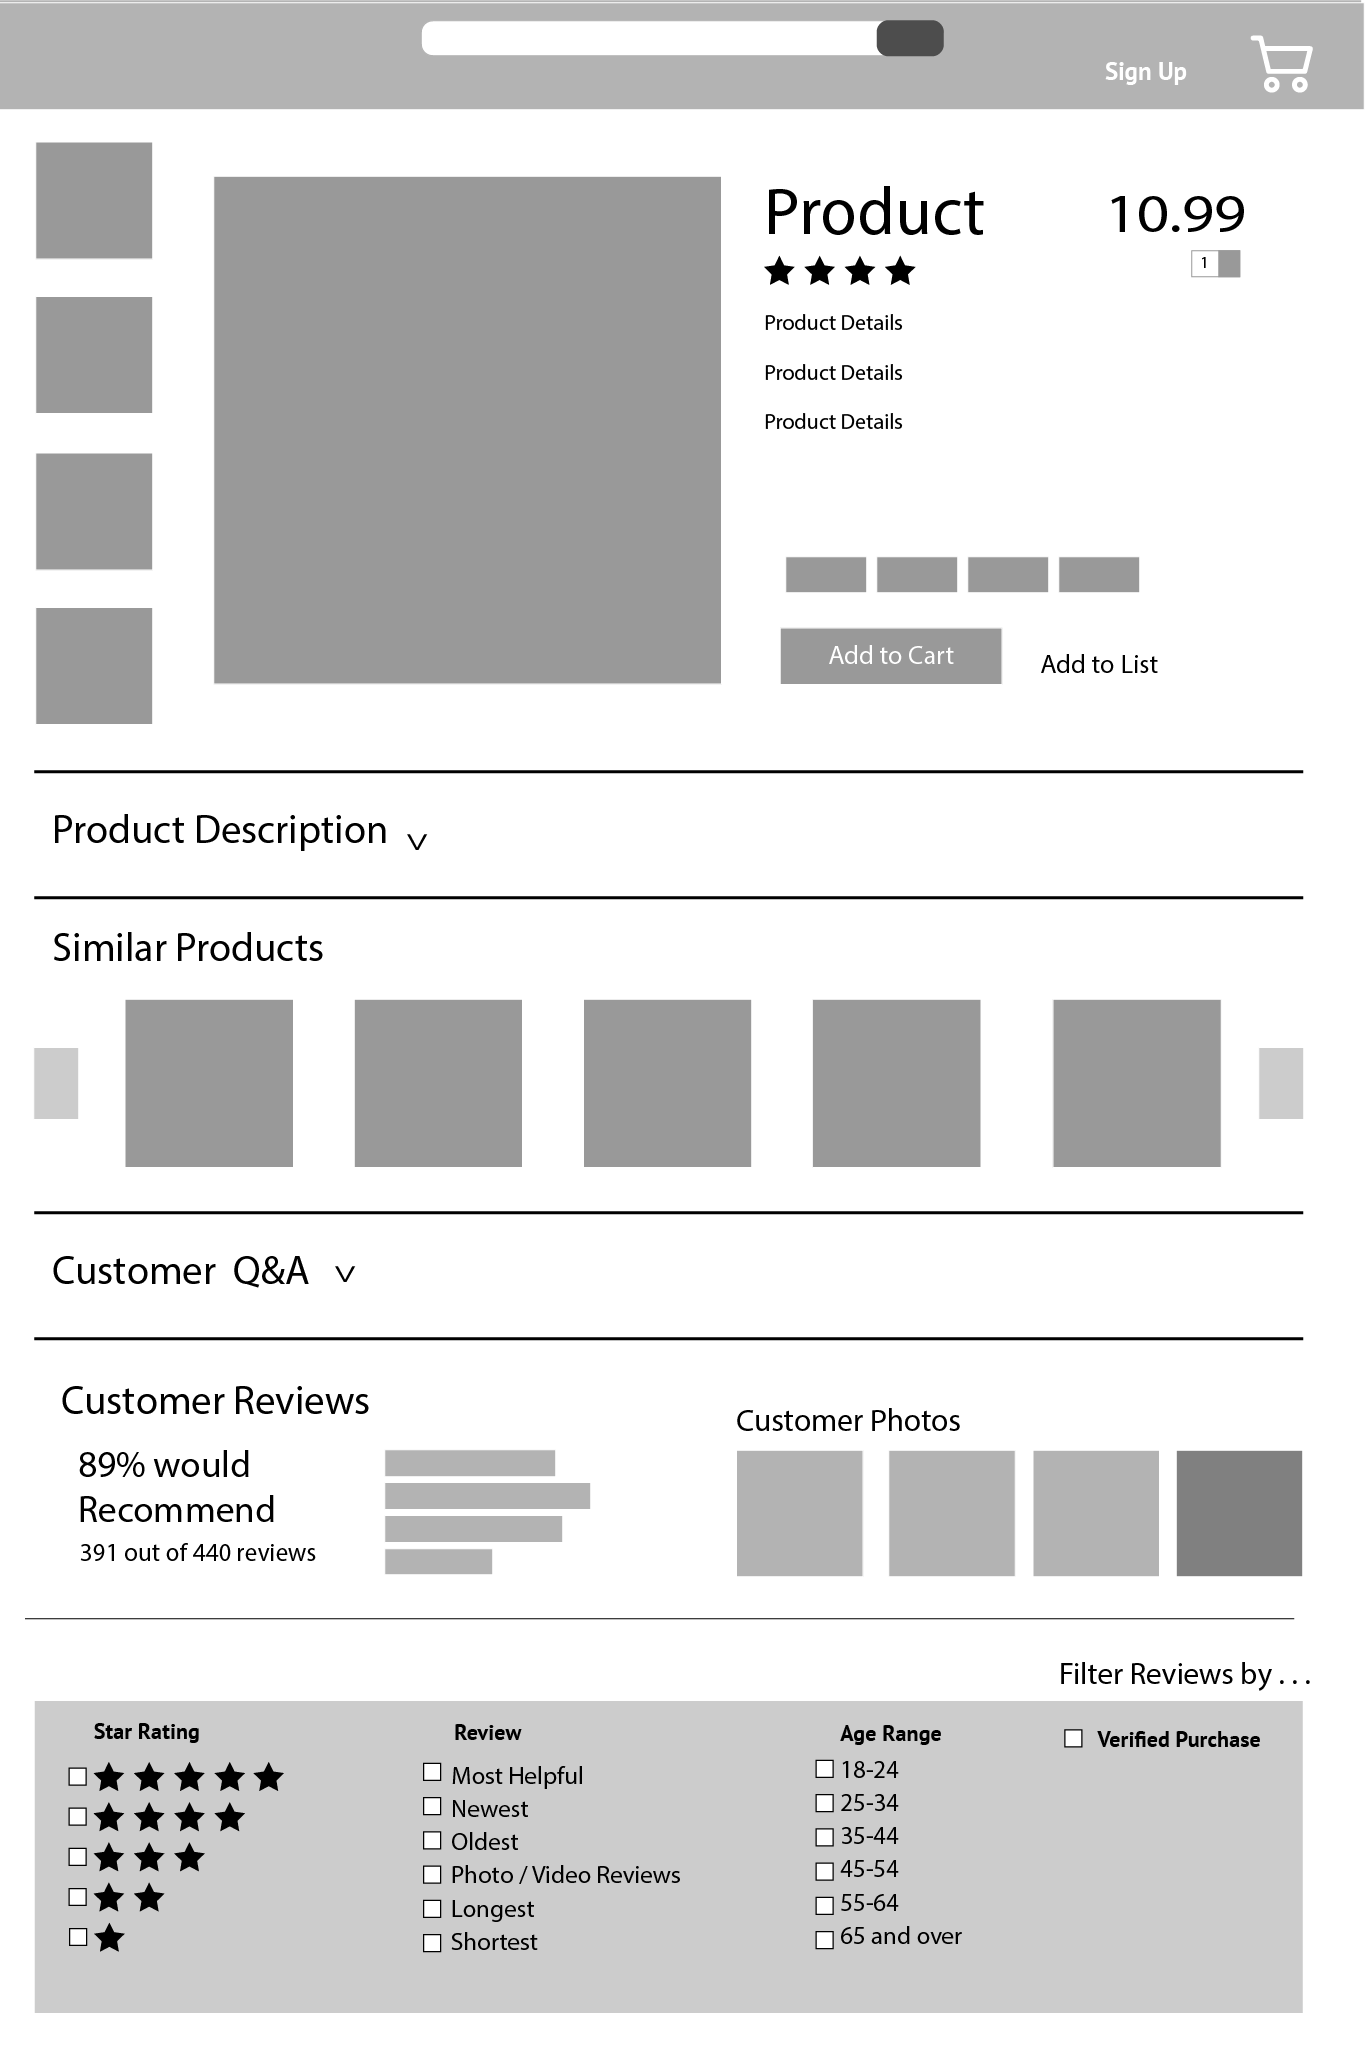 Sign Up
Product 10.99
1
Product Details
Product Details
Product Details
Add to Cart Add to List
Product Description
Similar Products
Customer Q&A
Customer Reviews
Customer Photos
89% would
Recommend
391 out of 440 reviews
Filter Reviews by . . .
Star Rating
Review
Most Helpful
Newest
Oldest
Photo / Video Reviews
Longest
Shortest
Age Range
18-24
25-34
35-44
45-54
55-64
65 and over
Verified Purchase